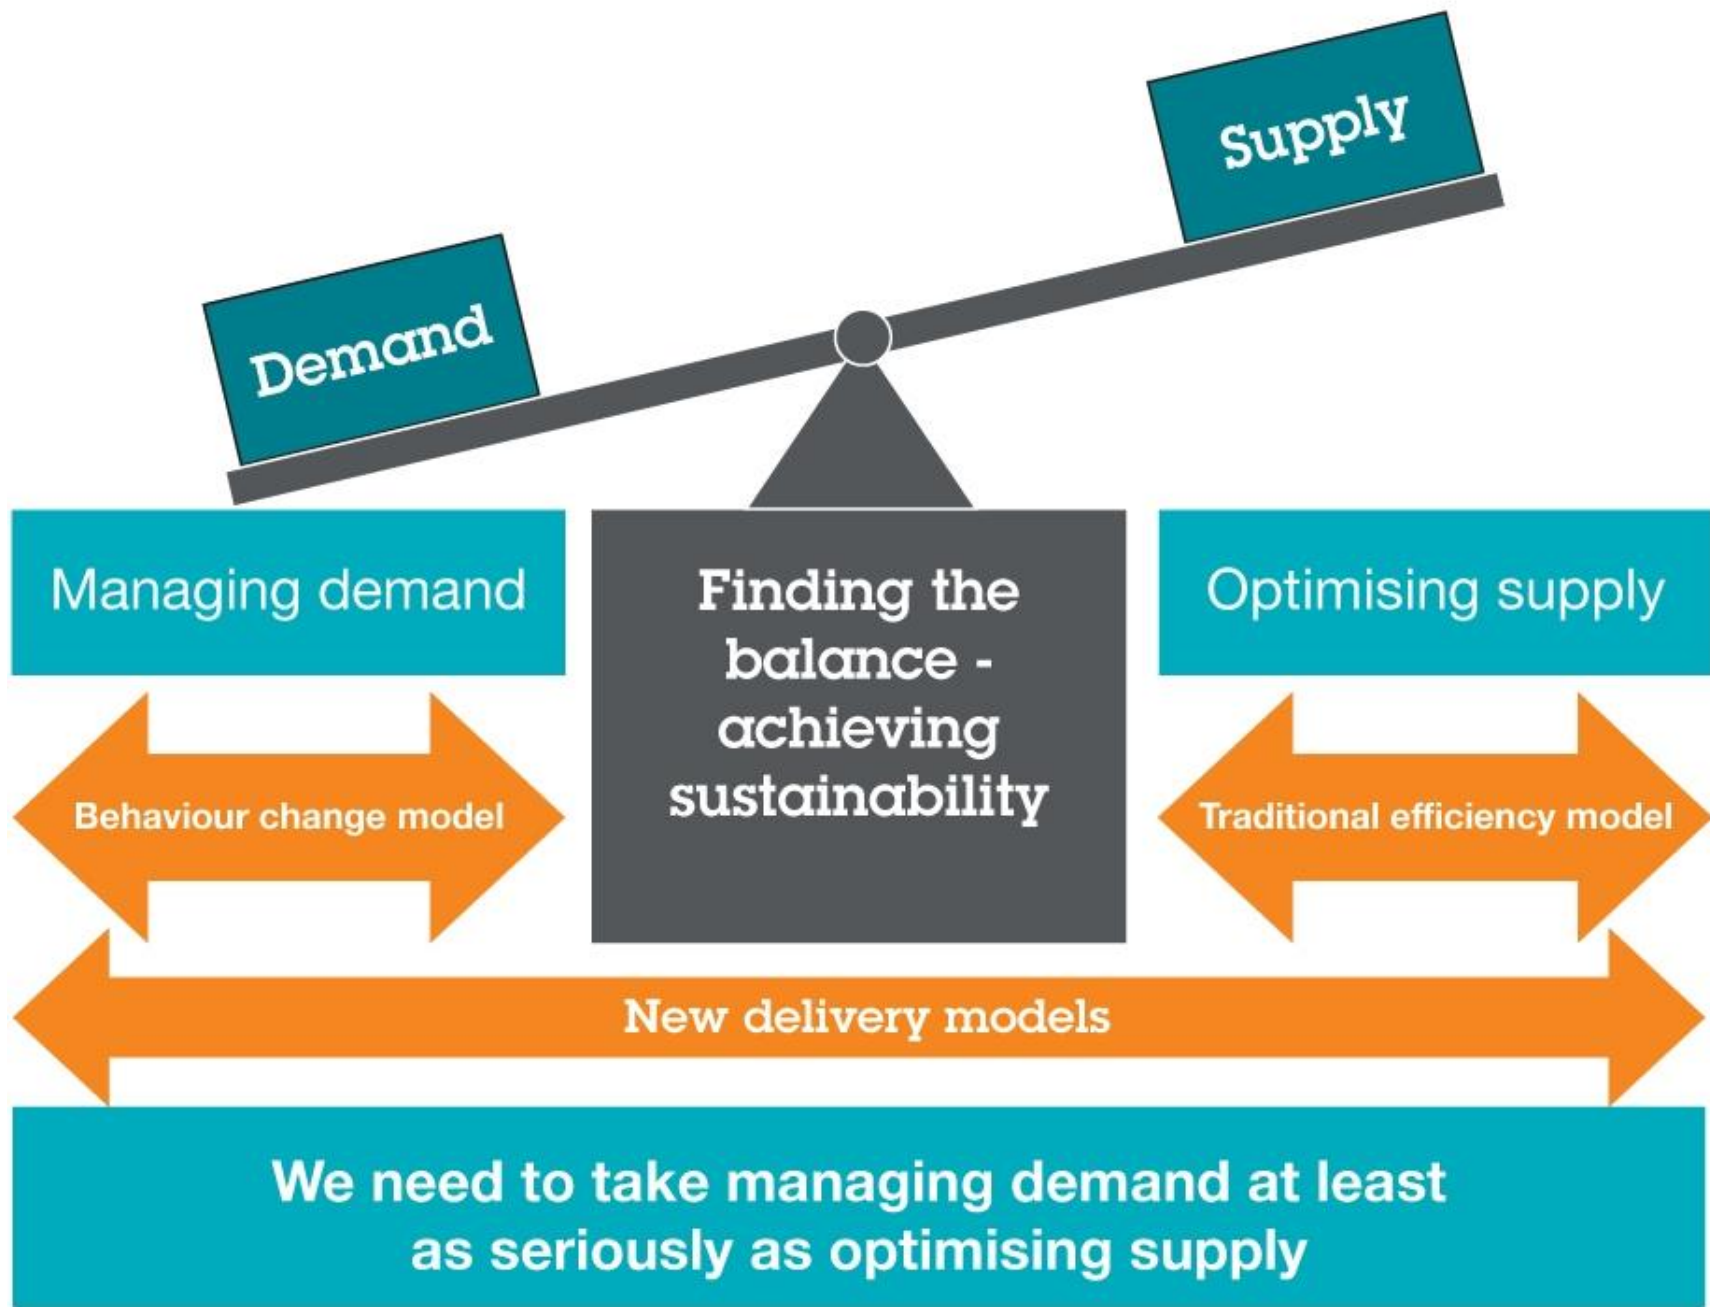 Supply
Demand
Managing demand
Finding the
balance -
achieving
sustainability
Optimising supply
Behaviour change model
Traditional efficiency model
New delivery models
We need to take managing demand at least
as seriously as optimising supply